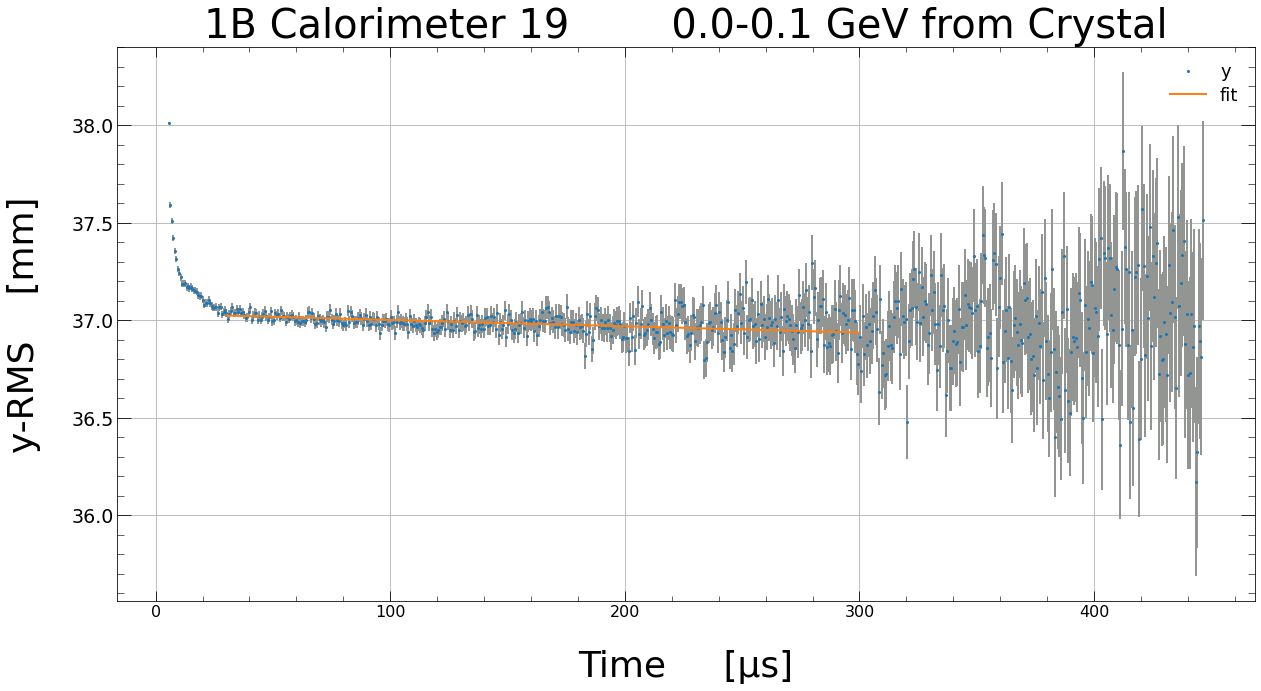 1B Calorimeter 19 0.0-0.1 GeV from Crystal
y
fit
y-RMS [mm]
38.0
37.5
37.0
36.5
36.0
0 100 200 300 400
Time [µs]